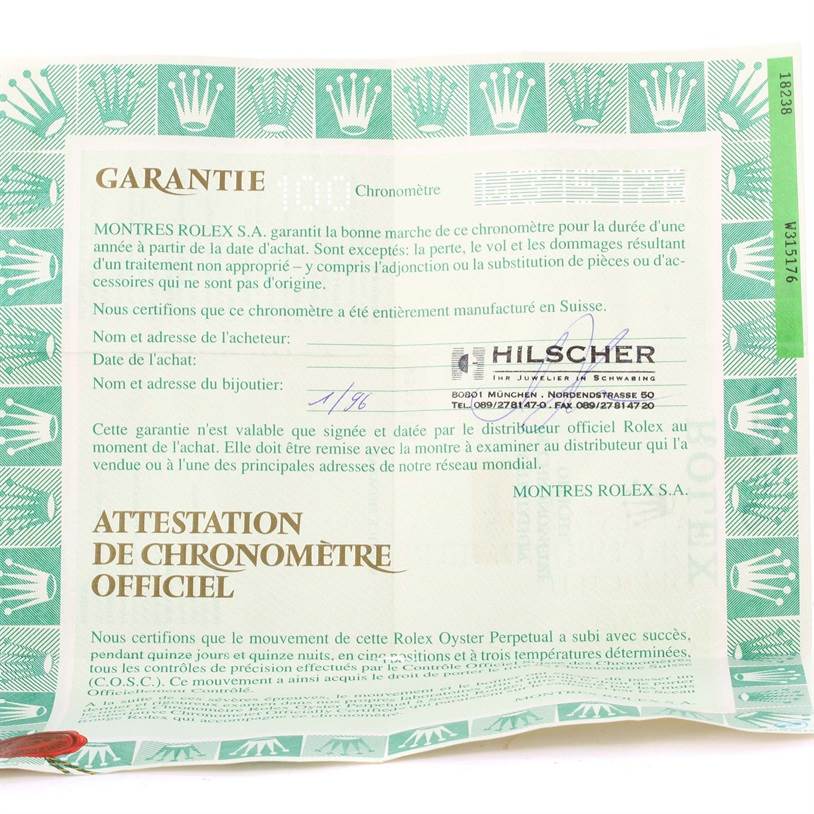 GARANTIE 100 Chronomètre
MONTRES ROLEX S.A. garantit la bonne marche de ce chronomètre pour la durée d'une
année à partir de la date d'achat. Sont exceptés: la perte, le vol et les dommages résultant
d'un traitement non approprié – y compris l'adjonction ou la substitution de pièces ou d'ac-
cessoires qui ne sont pas d'origine.
Nous certifions que ce chronomètre a été entièrement manufacturé en Suisse.
Nom et adresse de l'acheteur:
Date de l'achat:
Nom et adresse du bijoutier:
1/96
HILSCHER
IHR JUWELIER IN SCHWABING
80801 MÜNCHEN . NORDENDSTRASSE 50
TEL. 089/278147-0 . FAX 089/27814720
Cette garantie n'est valable que signée et datée par le distributeur officiel Rolex au
moment de l'achat. Elle doit être remise avec la montre à examiner au distributeur qui l'a
vendue ou à l'une des principales adresses de notre réseau mondial.
MONTRES ROLEX S.A.
ATTESTATION
DE CHRONOMÈTRE
OFFICIEL
Nous certifions que le mouvement de cette Rolex Oyster Perpetual a subi avec succès,
pendant quinze jours et quinze nuits, en cinq positions et à trois températures déterminées,
tous les contrôles de précision effectués par le Contrôle Officiel Suisse des Chronomètres
(C.O.S.C.). Ce mouvement a ainsi acquis le droit de porter le
Officiellement Contrôlé.
18238
W315176
ROLEX